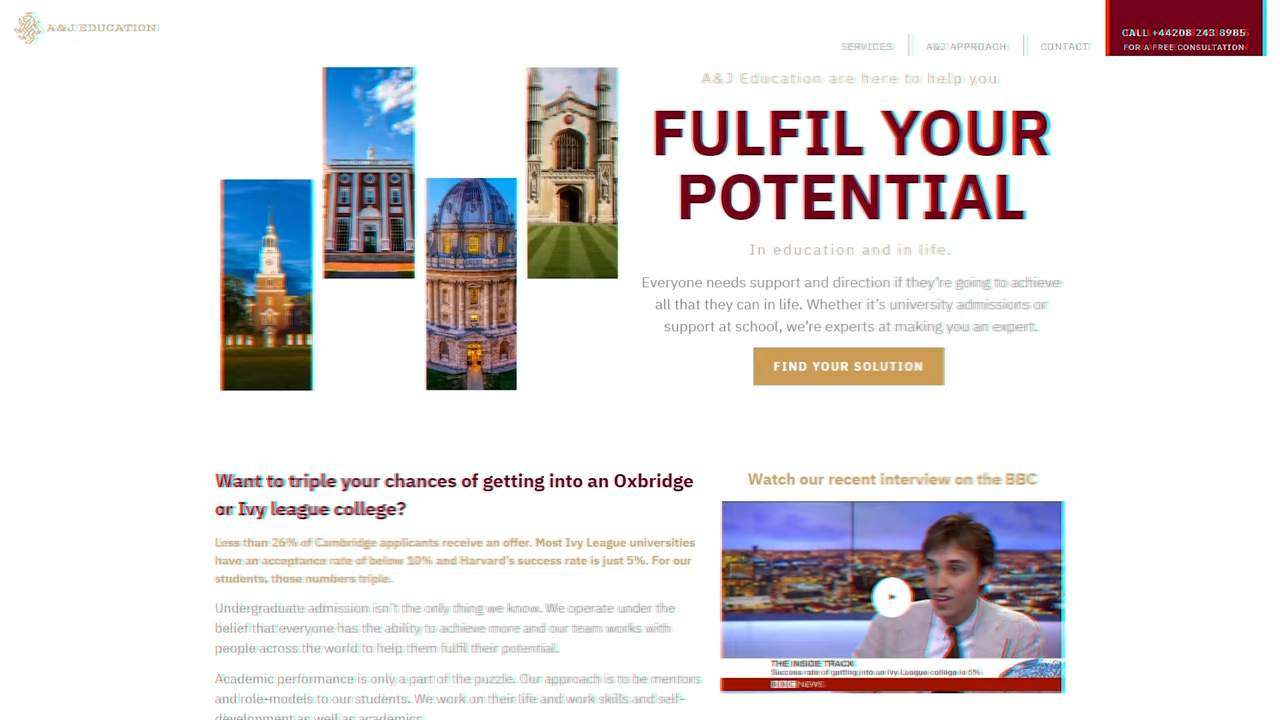 A&J EDUCATION
SERVICES
A&J APPROACH
CONTACT
CALL +44208 243 8985
FOR A FREE CONSULTATION
A&J Education are here to help you
FULFIL YOUR
POTENTIAL
In education and in life.
Everyone needs support and direction if they're going to achieve
all that they can in life. Whether it's university admissions or
support at school, we're experts at making you an expert.
FIND YOUR SOLUTION
Want to triple your chances of getting into an Oxbridge
or Ivy league college?
Less than 26% of Cambridge applicants receive an offer. Most Ivy League universities
have an acceptance rate of below 10% and Harvard's success rate is just 5%. For our
students, those numbers triple.
Undergraduate admission isn't the only thing we know. We operate under the
belief that everyone has the ability to achieve more and our team works with
people across the world to help them fulfil their potential.
Academic performance is only a part of the puzzle. Our approach is to be mentors
and role-models to our students. We work on their life and work skills and self-
development as well as academics.
Watch our recent interview on the BBC
THE INSIDE TRACK
Success rate of getting into an Ivy League college is 5%
BBC NEWS